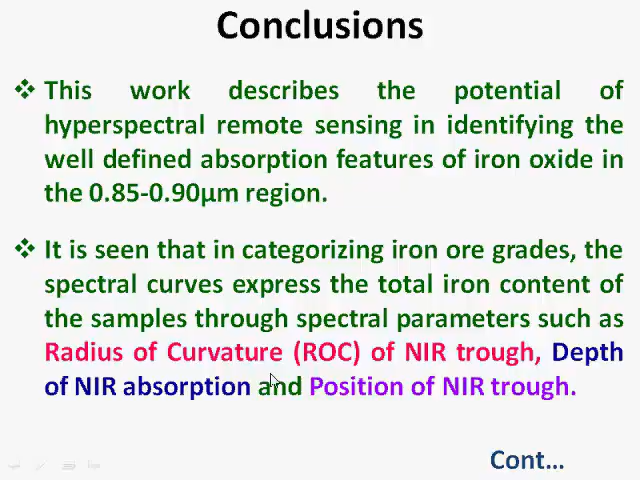 Conclusions
❖ This work describes the potential of
hyperspectral remote sensing in identifying the
well defined absorption features of iron oxide in
the 0.85-0.90µm region.
❖ It is seen that in categorizing iron ore grades, the
spectral curves express the total iron content of
the samples through spectral parameters such as
Radius of Curvature (ROC) of NIR trough, Depth
of NIR absorption and Position of NIR trough.
Cont...